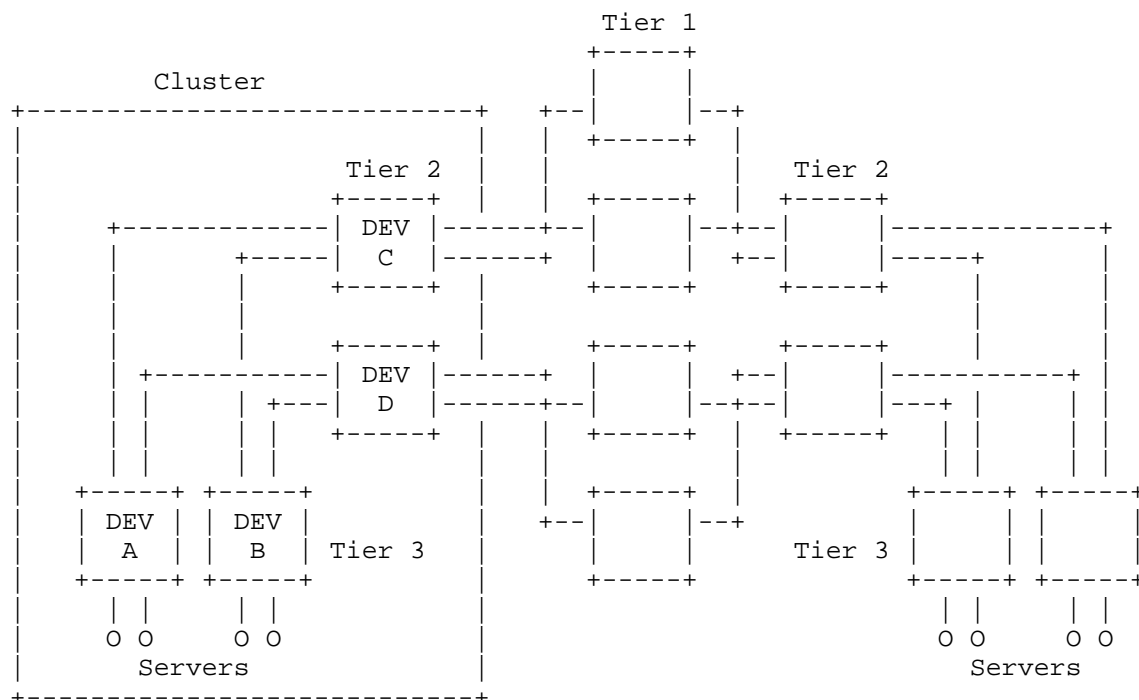 Tier 1
Cluster
Tier 2
Tier 2
DEV
C
DEV
D
DEV
A
DEV
B
Tier 3
Tier 3
O O
O O
O O
O O
Servers
Servers